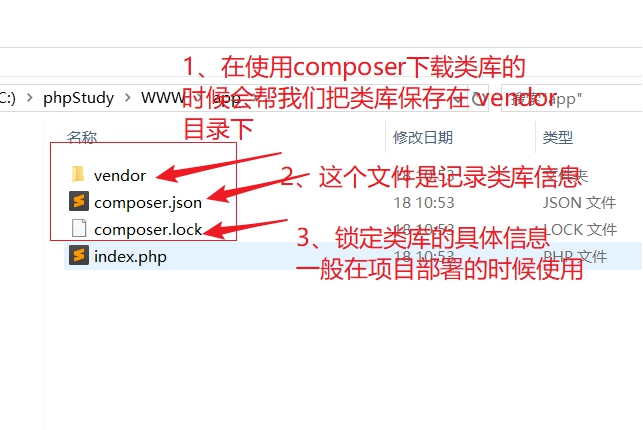 1、在使用composer下载类库的
时候会帮我们把类库保存在 vendor
目录下
C:) > phpStudy > WWW > app
app"
名称 修改日期 类型
vendor 18 10:53
2、这个文件是记录类库信息
composer.json 18 10:53 JSON 文件
composer.lock 18 10:53 LOCK 文件
3、锁定类库的具体信息
index.php 18 10:53 PHP 文件
一般在项目部署的时候使用